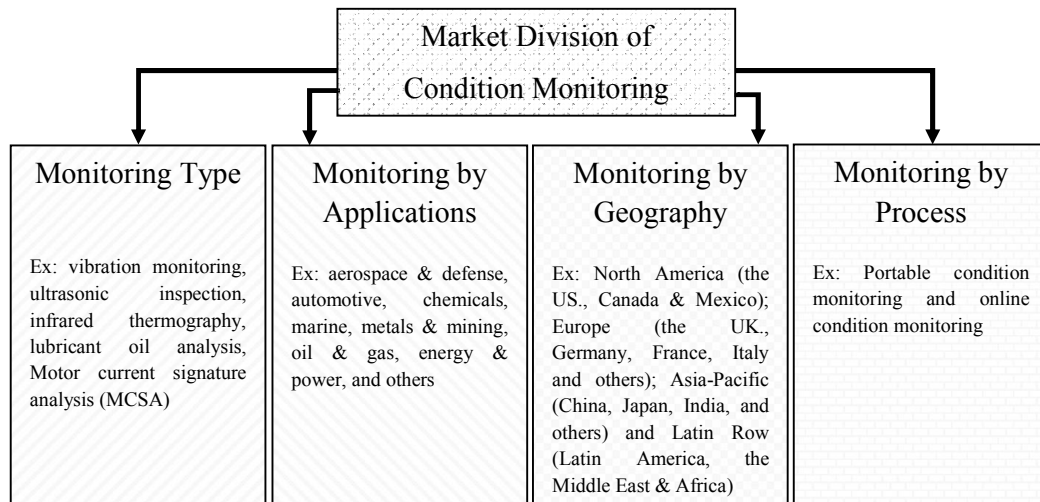 Market Division of
Condition Monitoring
Monitoring Type
Ex: vibration monitoring,
ultrasonic inspection,
infrared thermography,
lubricant oil analysis,
Motor current signature
analysis (MCSA)
Monitoring by
Applications
Ex: aerospace & defense,
automotive, chemicals,
marine, metals & mining,
oil & gas, energy &
power, and others
Monitoring by
Geography
Ex: North America (the
US., Canada & Mexico);
Europe (the UK.,
Germany, France, Italy
and others); Asia-Pacific
(China, Japan, India, and
others) and Latin Row
(Latin America, the
Middle East & Africa)
Monitoring by
Process
Ex: Portable condition
monitoring and online
condition monitoring